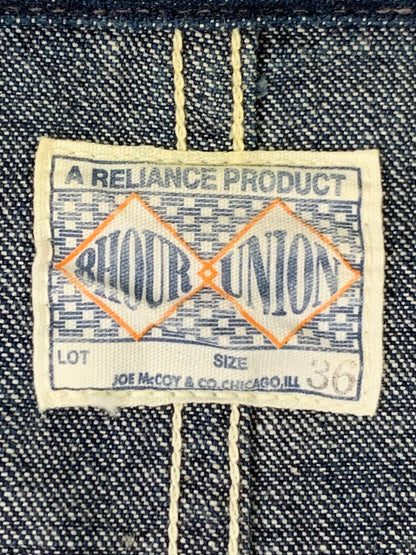 A RELIANCE PRODUCT
8HOUR UNION
LOT SIZE 36
JOE McCOY & CO.CHICAGO,ILL